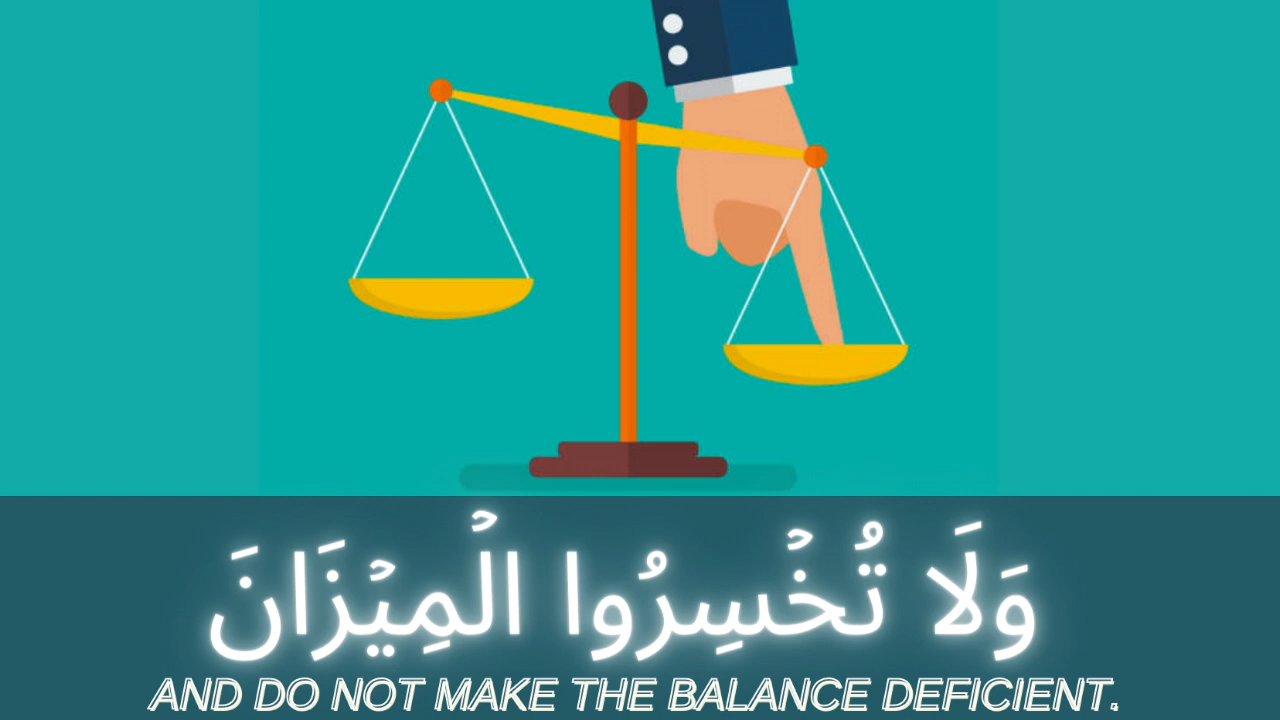 وَلَا تُخْسِرُوا الْمِيْزَانَ
AND DO NOT MAKE THE BALANCE DEFICIENT.